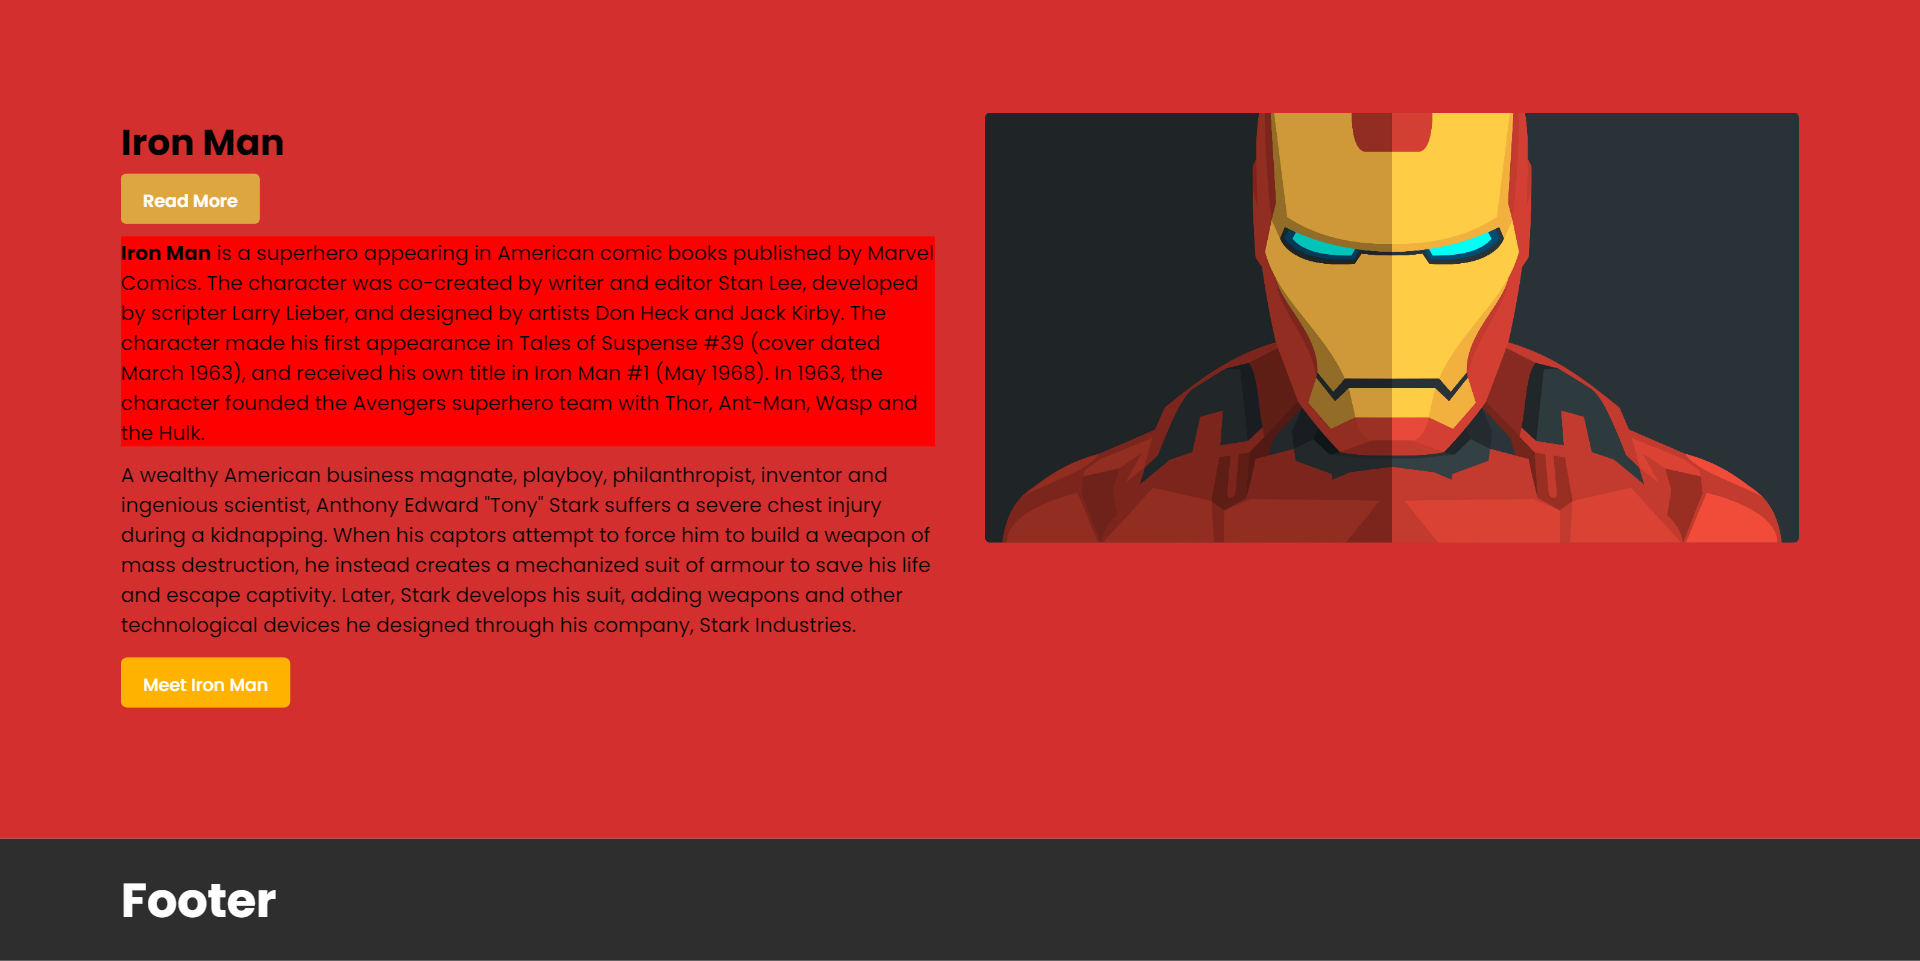 Iron Man
Read More
Iron Man is a superhero appearing in American comic books published by Marvel
Comics. The character was co-created by writer and editor Stan Lee, developed
by scripter Larry Lieber, and designed by artists Don Heck and Jack Kirby. The
character made his first appearance in Tales of Suspense #39 (cover dated
March 1963), and received his own title in Iron Man #1 (May 1968). In 1963, the
character founded the Avengers superhero team with Thor, Ant-Man, Wasp and
the Hulk.
A wealthy American business magnate, playboy, philanthropist, inventor and
ingenious scientist, Anthony Edward "Tony" Stark suffers a severe chest injury
during a kidnapping. When his captors attempt to force him to build a weapon of
mass destruction, he instead creates a mechanized suit of armour to save his life
and escape captivity. Later, Stark develops his suit, adding weapons and other
technological devices he designed through his company, Stark Industries.
Meet Iron Man
Footer